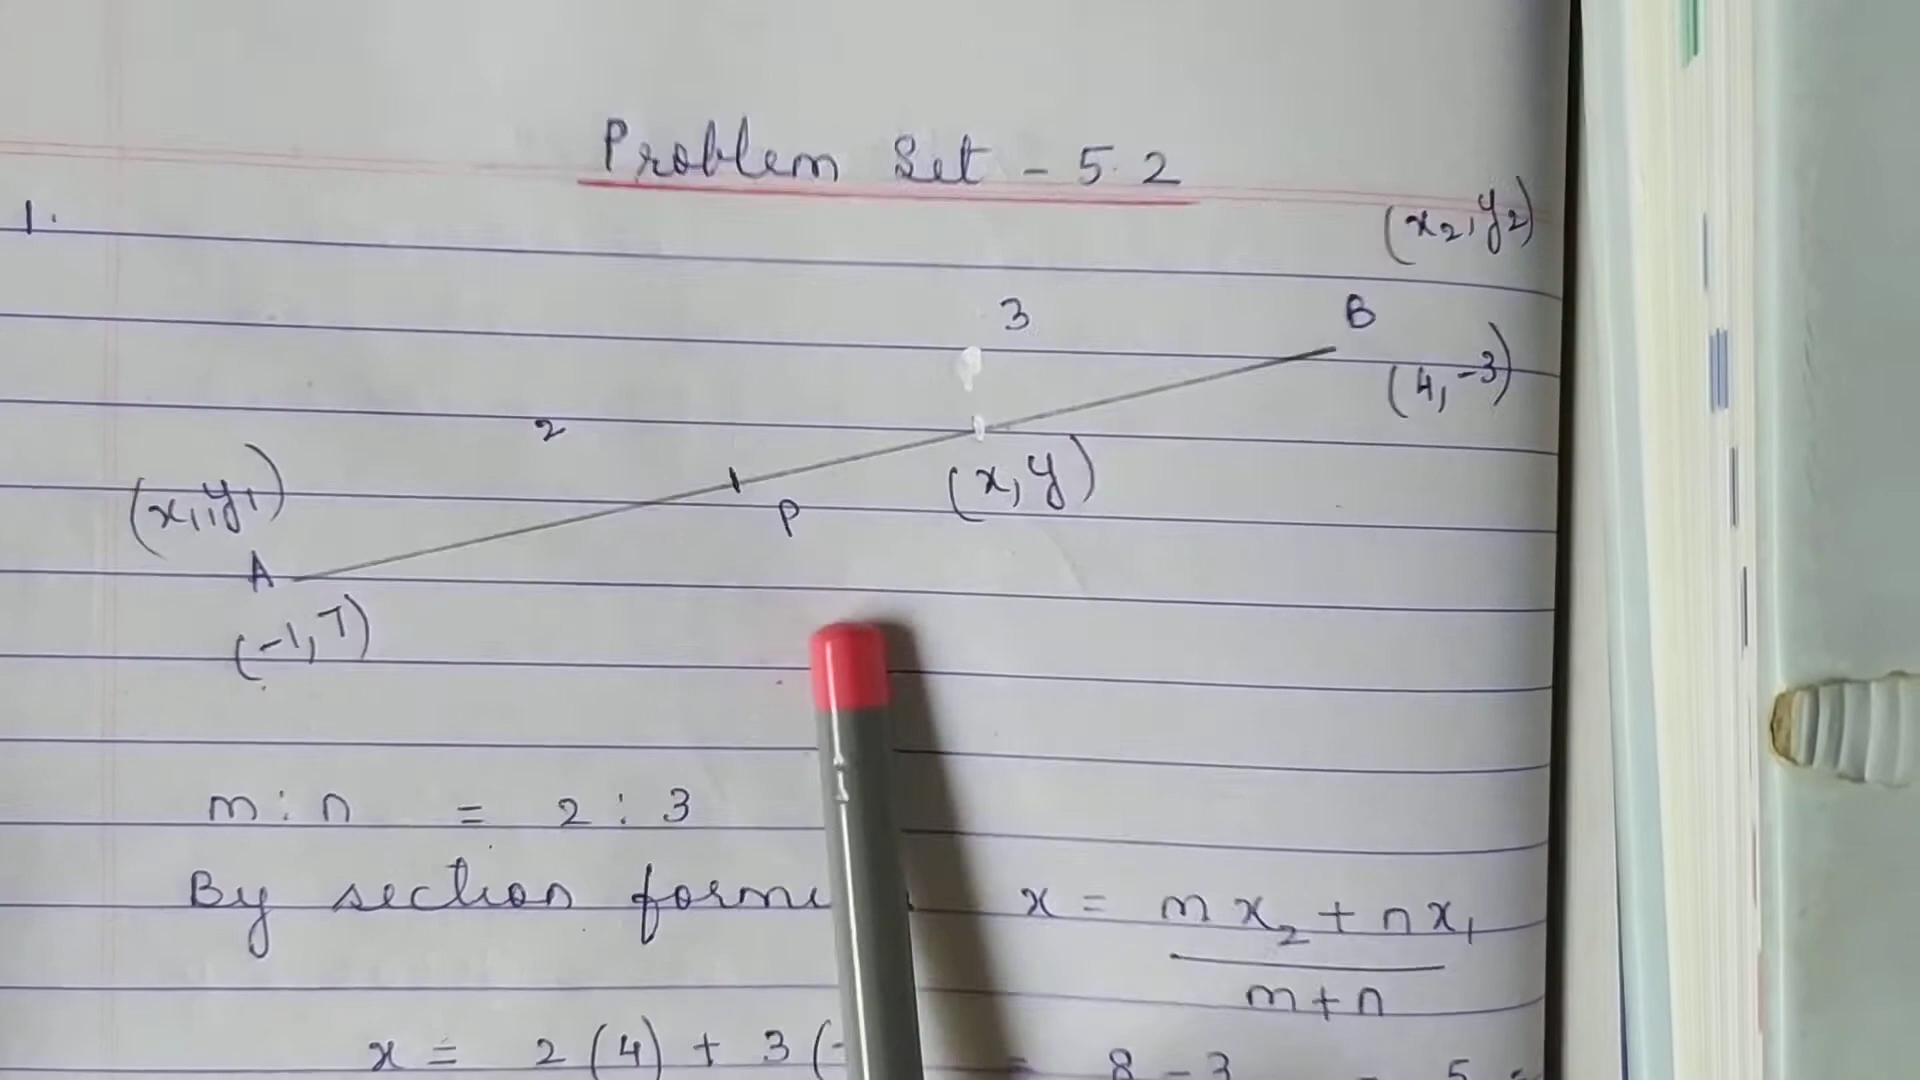 Problem Set - 5.2
1.
(x₂, y₂)
3
B
(4, -3)
2
(x₁, y₁)
P
(x, y)
A
(-1, 7)
m : n = 2 : 3
By section x = mx₂ + nx₁
m + n
x = 2(4) + 3(- = 8 - 3 = 5